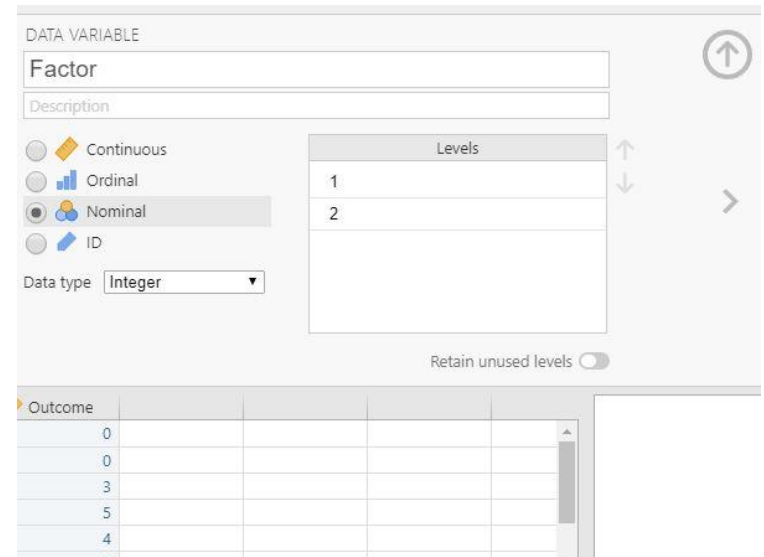 DATA VARIABLE
Factor
Description
Continuous
Ordinal
Nominal
ID
Data type Integer
Levels
1
2
Retain unused levels
Outcome
0
0
3
5
4